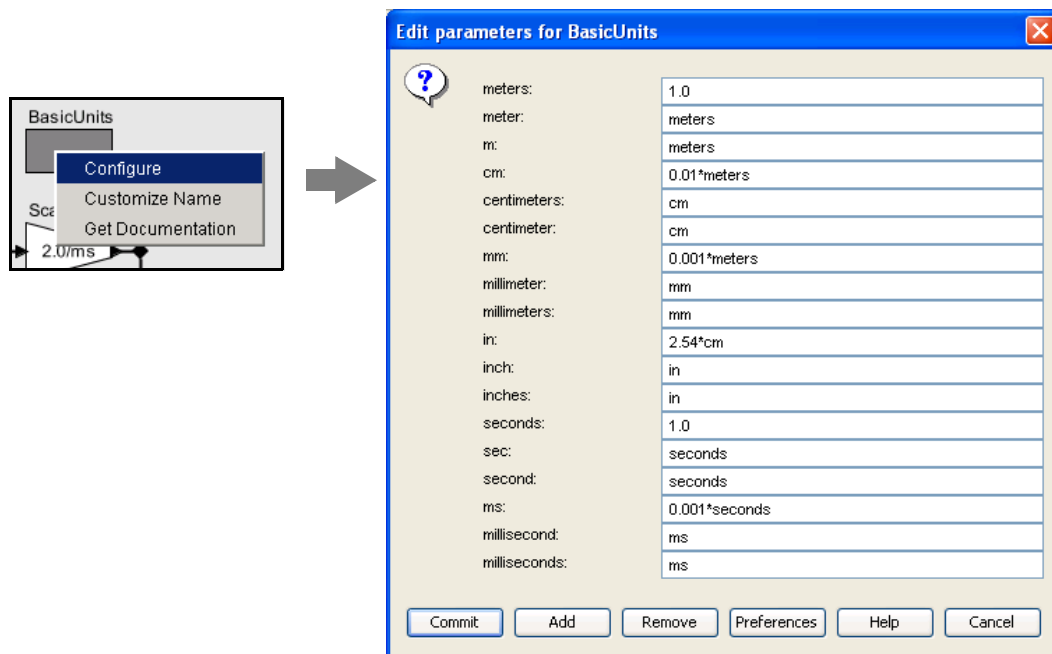 BasicUnits
Configure
Customize Name
Get Documentation
Sca
2.0/ms
Edit parameters for BasicUnits
?
meters: 1.0
meter: meters
m: meters
cm: 0.01*meters
centimeters: cm
centimeter: cm
mm: 0.001*meters
millimeter: mm
millimeters: mm
in: 2.54*cm
inch: in
inches: in
seconds: 1.0
sec: seconds
second: seconds
ms: 0.001*seconds
millisecond: ms
milliseconds: ms
Commit Add Remove Preferences Help Cancel